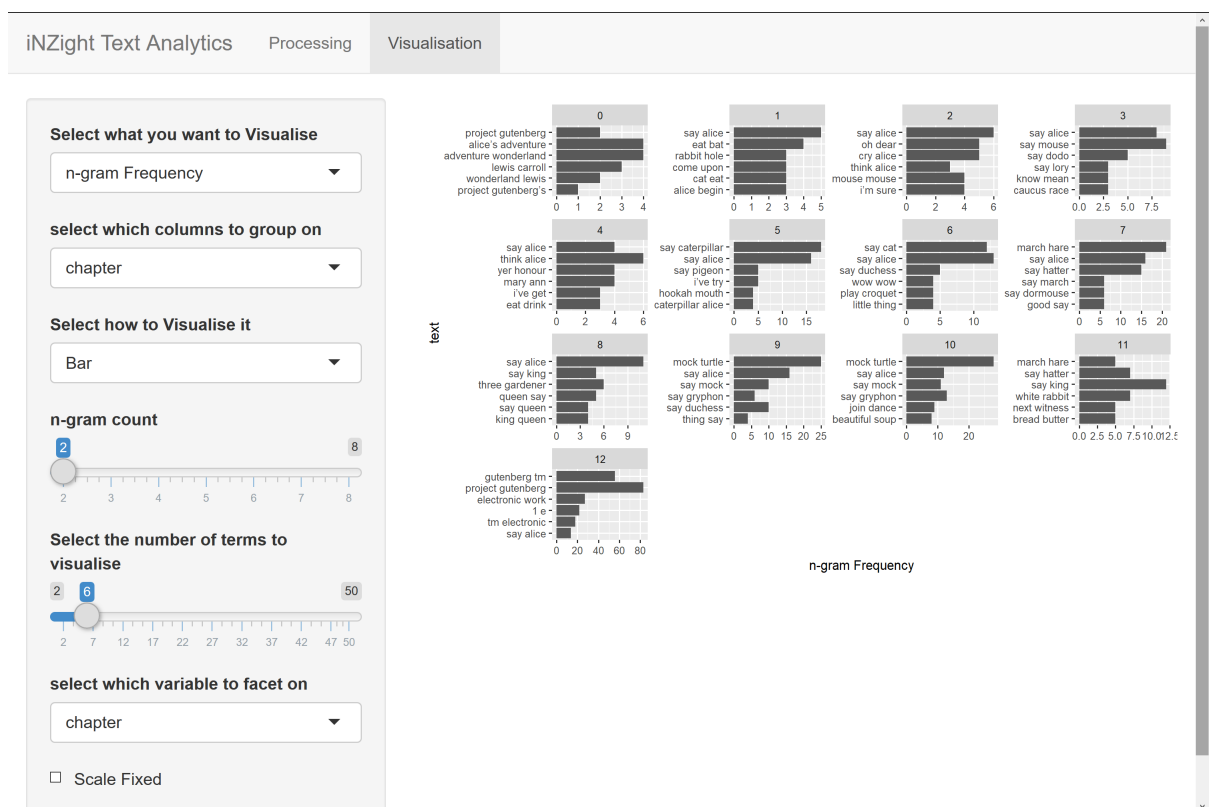 iNZight Text Analytics Processing Visualisation
Select what you want to Visualise
n-gram Frequency
select which columns to group on
chapter
Select how to Visualise it
Bar
n-gram count
2 8
2 3 4 5 6 7 8
Select the number of terms to
visualise
2 6 50
2 7 12 17 22 27 32 37 42 47 50
select which variable to facet on
chapter
Scale Fixed
text
0
project gutenberg
alice's adventure
adventure wonderland
lewis carroll
wonderland lewis
project gutenberg's
0 1 2 3 4
1
say alice
eat bat
rabbit hole
come upon
cat eat
alice begin
0 1 2 3 4 5
2
say alice
oh dear
cry alice
think alice
mouse mouse
i'm sure
0 2 4 6
3
say alice
say mouse
say dodo
say lory
know mean
caucus race
0.0 2.5 5.0 7.5
4
say alice
think alice
yer honour
mary ann
i've get
eat drink
0 2 4 6
5
say caterpillar
say alice
say pigeon
i've try
hookah mouth
caterpillar alice
0 5 10 15
6
say cat
say alice
say duchess
wow wow
play croquet
little thing
0 5 10
7
march hare
say alice
say hatter
say march
say dormouse
good say
0 5 10 15 20
8
say alice
say king
three gardener
queen say
say queen
king queen
0 3 6 9
9
mock turtle
say alice
say mock
say gryphon
say duchess
thing say
0 5 10 15 20 25
10
mock turtle
say alice
say mock
say gryphon
join dance
beautiful soup
0 10 20
11
march hare
say hatter
say king
white rabbit
next witness
bread butter
0.0 2.5 5.0 7.5 10.0 12.5
12
gutenberg tm
project gutenberg
electronic work
1 e
tm electronic
say alice
0 20 40 60 80
n-gram Frequency